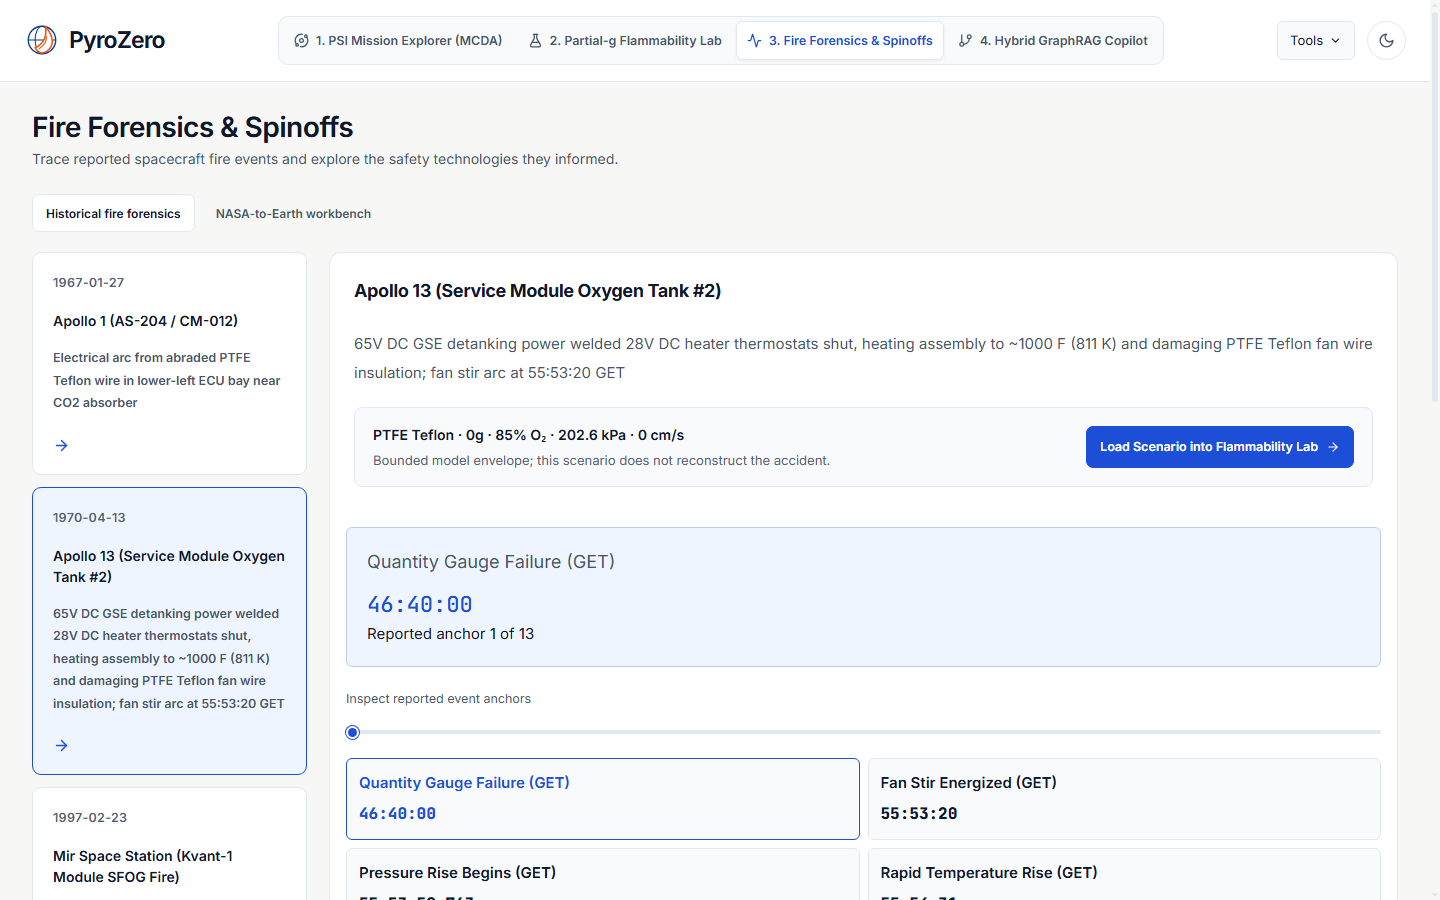 PyroZero
1. PSI Mission Explorer (MCDA)
2. Partial-g Flammability Lab
3. Fire Forensics & Spinoffs
4. Hybrid GraphRAG Copilot
Tools
Fire Forensics & Spinoffs
Trace reported spacecraft fire events and explore the safety technologies they informed.
Historical fire forensics
NASA-to-Earth workbench
1967-01-27
Apollo 1 (AS-204 / CM-012)
Electrical arc from abraded PTFE
Teflon wire in lower-left ECU bay near
CO2 absorber
1970-04-13
Apollo 13 (Service Module Oxygen
Tank #2)
65V DC GSE detanking power welded
28V DC heater thermostats shut,
heating assembly to ~1000 F (811 K)
and damaging PTFE Teflon fan wire
insulation; fan stir arc at 55:53:20 GET
1997-02-23
Mir Space Station (Kvant-1
Module SFOG Fire)
Apollo 13 (Service Module Oxygen Tank #2)
65V DC GSE detanking power welded 28V DC heater thermostats shut, heating assembly to ~1000 F (811 K) and damaging PTFE Teflon fan wire
insulation; fan stir arc at 55:53:20 GET
PTFE Teflon · 0g · 85% O₂ · 202.6 kPa · 0 cm/s
Bounded model envelope; this scenario does not reconstruct the accident.
Load Scenario into Flammability Lab
Quantity Gauge Failure (GET)
46:40:00
Reported anchor 1 of 13
Inspect reported event anchors
Quantity Gauge Failure (GET)
46:40:00
Fan Stir Energized (GET)
55:53:20
Pressure Rise Begins (GET)
Rapid Temperature Rise (GET)